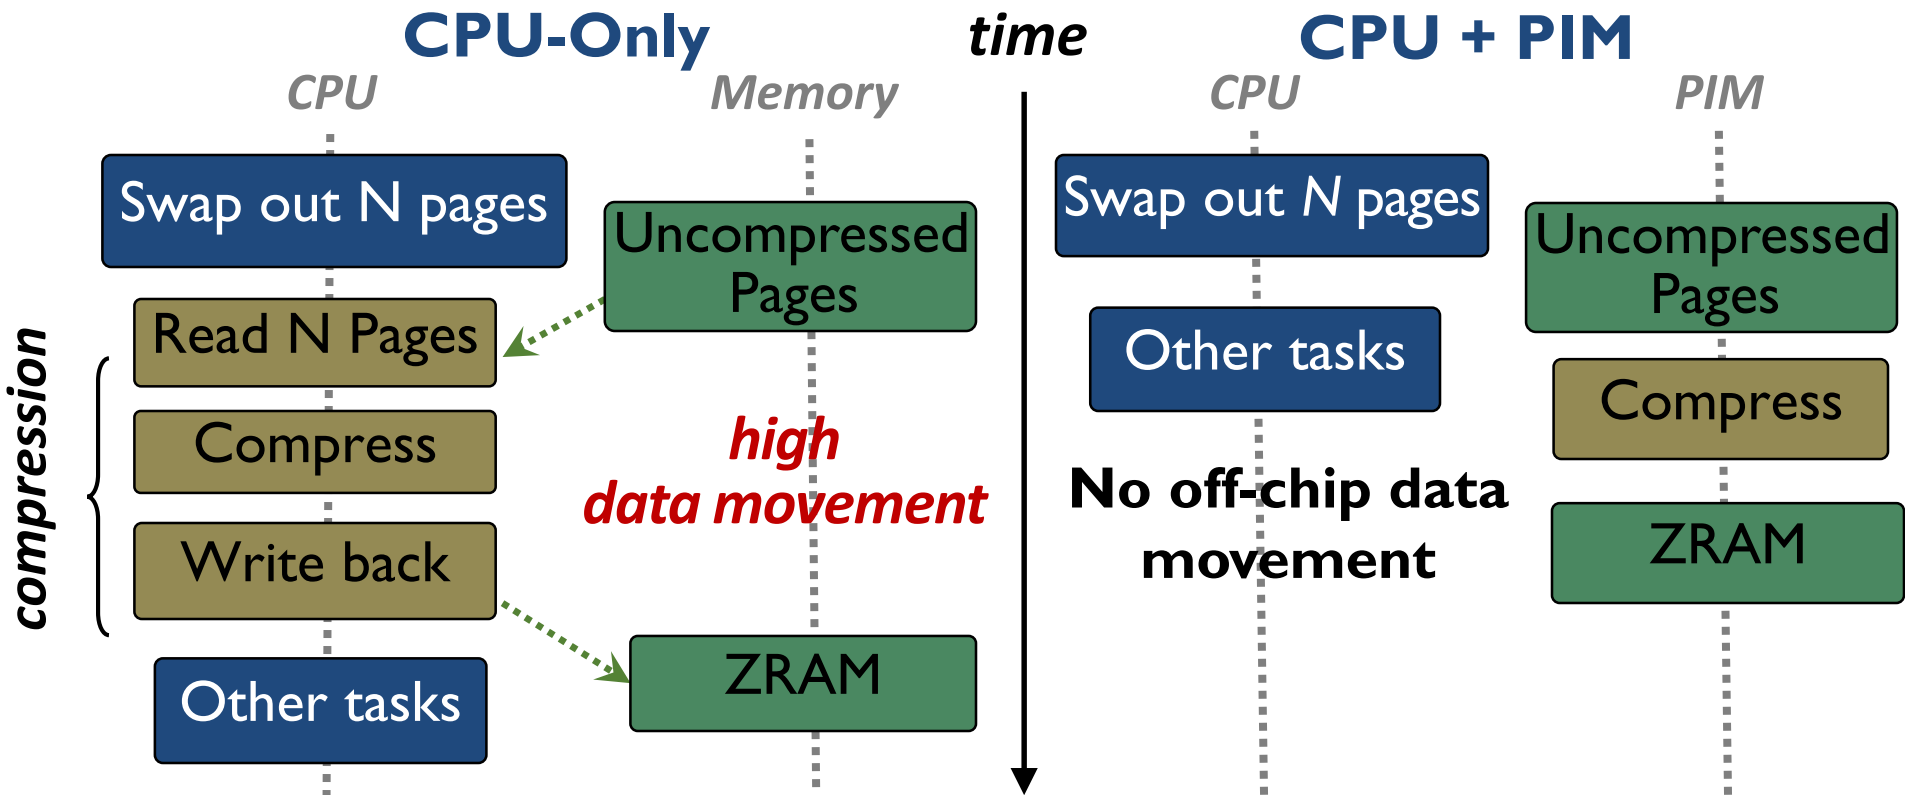 CPU-Only
time
CPU + PIM
CPU
Memory
CPU
PIM
Swap out N pages
Uncompressed
Pages
Read N Pages
compression
Compress
Write back
high
data movement
ZRAM
Other tasks
Swap out N pages
Other tasks
No off-chip data
movement
Uncompressed
Pages
Compress
ZRAM